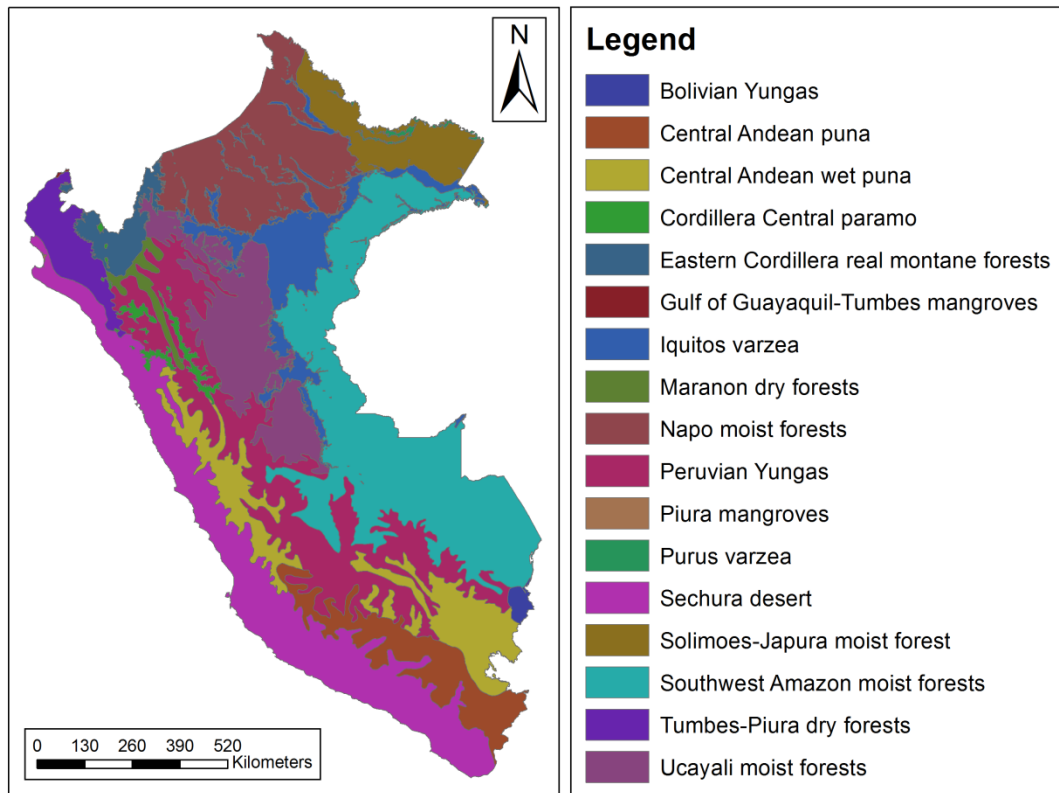 N
0 130 260 390 520
Kilometers
Legend
Bolivian Yungas
Central Andean puna
Central Andean wet puna
Cordillera Central paramo
Eastern Cordillera real montane forests
Gulf of Guayaquil-Tumbes mangroves
Iquitos varzea
Maranon dry forests
Napo moist forests
Peruvian Yungas
Piura mangroves
Purus varzea
Sechura desert
Solimoes-Japura moist forest
Southwest Amazon moist forests
Tumbes-Piura dry forests
Ucayali moist forests